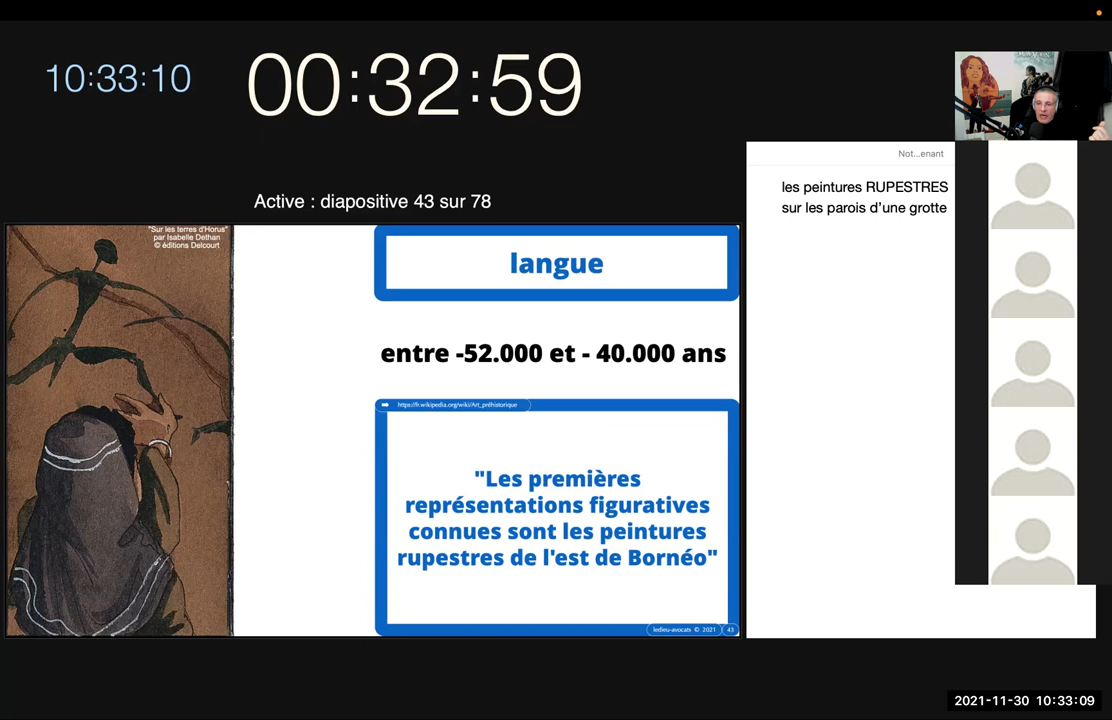 10:33:10
00:32:59
Active : diapositive 43 sur 78
Not...enant
les peintures RUPESTRES
sur les parois d'une grotte
"Sur les terres d'Horus"
par Isabelle Dethan
© éditions Delcourt
langue
entre -52.000 et - 40.000 ans
https://fr.wikipedia.org/wiki/Art_préhistorique
"Les premières
représentations figuratives
connues sont les peintures
rupestres de l'est de Bornéo"
ledieu-avocats © 2021 43
2021-11-30 10:33:09